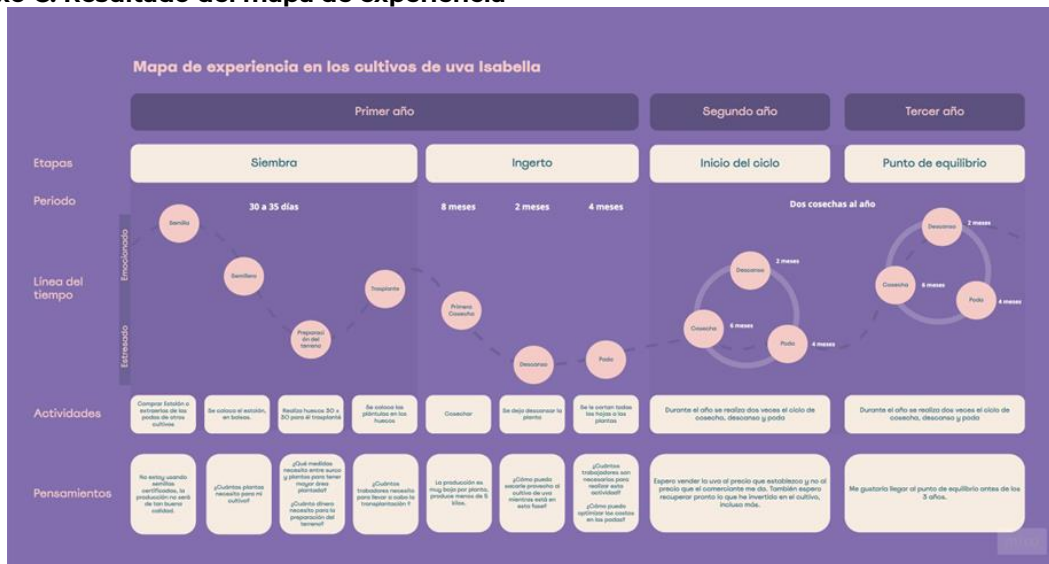 Resultado del mapa de experiencia
Mapa de experiencia en los cultivos de uva Isabella
Primer año
Segundo año
Tercer año
Etapas
Siembra
Ingerto
Inicio del ciclo
Punto de equilibrio
Periodo
30 a 35 días
8 meses
2 meses
4 meses
Dos cosechas al año
Línea del
tiempo
Emocionado
Estresado
Semilla
Semillero
Preparaci
ón del
terreno
Trasplante
Primera
Cosecha
Descanso
Poda
Descanso
2 meses
Cosecha
6 meses
Poda
4 meses
Descanso
2 meses
Cosecha
6 meses
Poda
4 meses
Actividades
Comprar Estolón o
extraerlos de las
podas de otros
cultivos
Se coloca el estolón,
en bolsas.
Realiza huecos 30 x
30 para él trasplanté
Se coloca las
plántulas en los
huecos
Cosechar
Se deja descansar la
planta
Se le cortan todas
las hojas a las
plantas
Durante el año se realiza dos veces el ciclo de
cosecha, descanso y poda
Durante el año se realiza dos veces el ciclo de
cosecha, descanso y poda
Pensamientos
No estoy usando
semillas
certificadas, la
producción no será
de tan buena
calidad.
¿Cuántas plantas
necesito para mi
cultivo?
¿Qué medidas
necesito entre surco
y plantas para tener
mayor área
plantada?
¿Cuánto dinero
necesito para la
preparación del
terreno?
¿Cuántos
trabadores necesito
para llevar a cabo la
transplantación ?
La producción es
muy baja por planta,
produce menos de 5
kilos.
¿Cómo puedo
sacarle provecho al
cultivo de uva
mientras está en
esta fase?
¿Cuántos
trabajadores son
necesarios para
realizar esta
actividad?
¿Cómo puedo
optimizar los costos
en las podas?
Espero vender la uva al precio que establezco y no al
precio que el comerciante me da. También espero
recuperar pronto lo que he invertido en el cultivo,
incluso más.
Me gustaría llegar al punto de equilibrio antes de los
3 años.